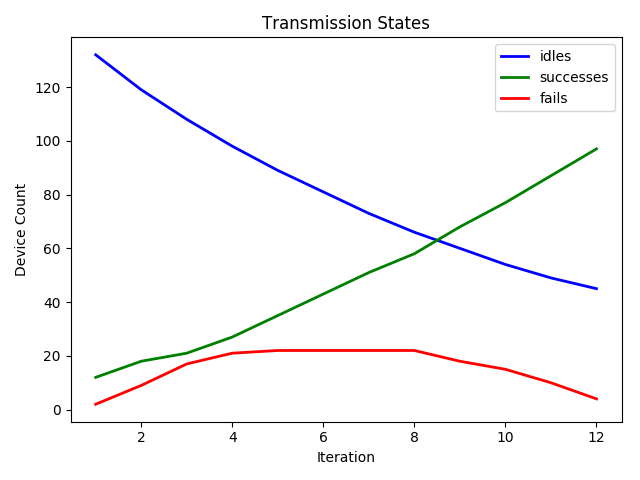 Transmission States
idles
successes
fails
Device Count
120
100
80
60
40
20
0
2 4 6 8 10 12
Iteration